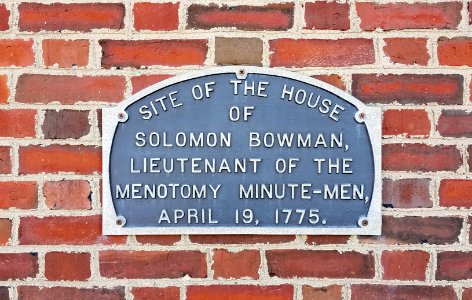 SITE OF THE HOUSE
OF
SOLOMON BOWMAN,
LIEUTENANT OF THE
MENOTOMY MINUTE-MEN,
APRIL 19, 1775.